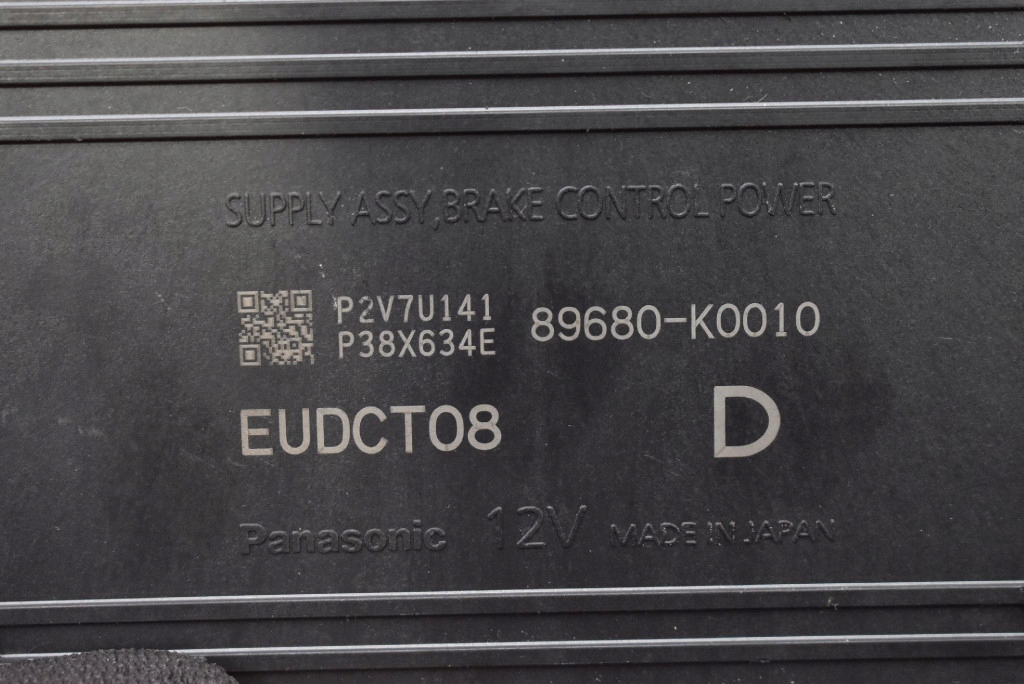 SUPPLY ASSY,BRAKE CONTROL POWER
P2V7U141
P38X634E
89680-K0010
EUDCT08
D
Panasonic 12V MADE IN JAPAN